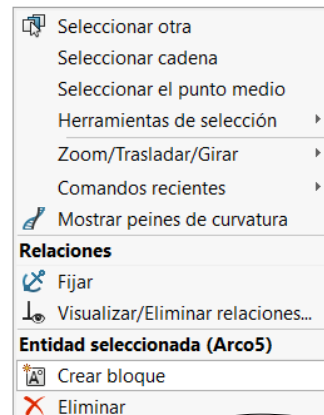 Seleccionar otra
Seleccionar cadena
Seleccionar el punto medio
Herramientas de selección
Zoom/Trasladar/Girar
Comandos recientes
Mostrar peines de curvatura
Relaciones
Fijar
Visualizar/Eliminar relaciones...
Entidad seleccionada (Arco5)
Crear bloque
Eliminar